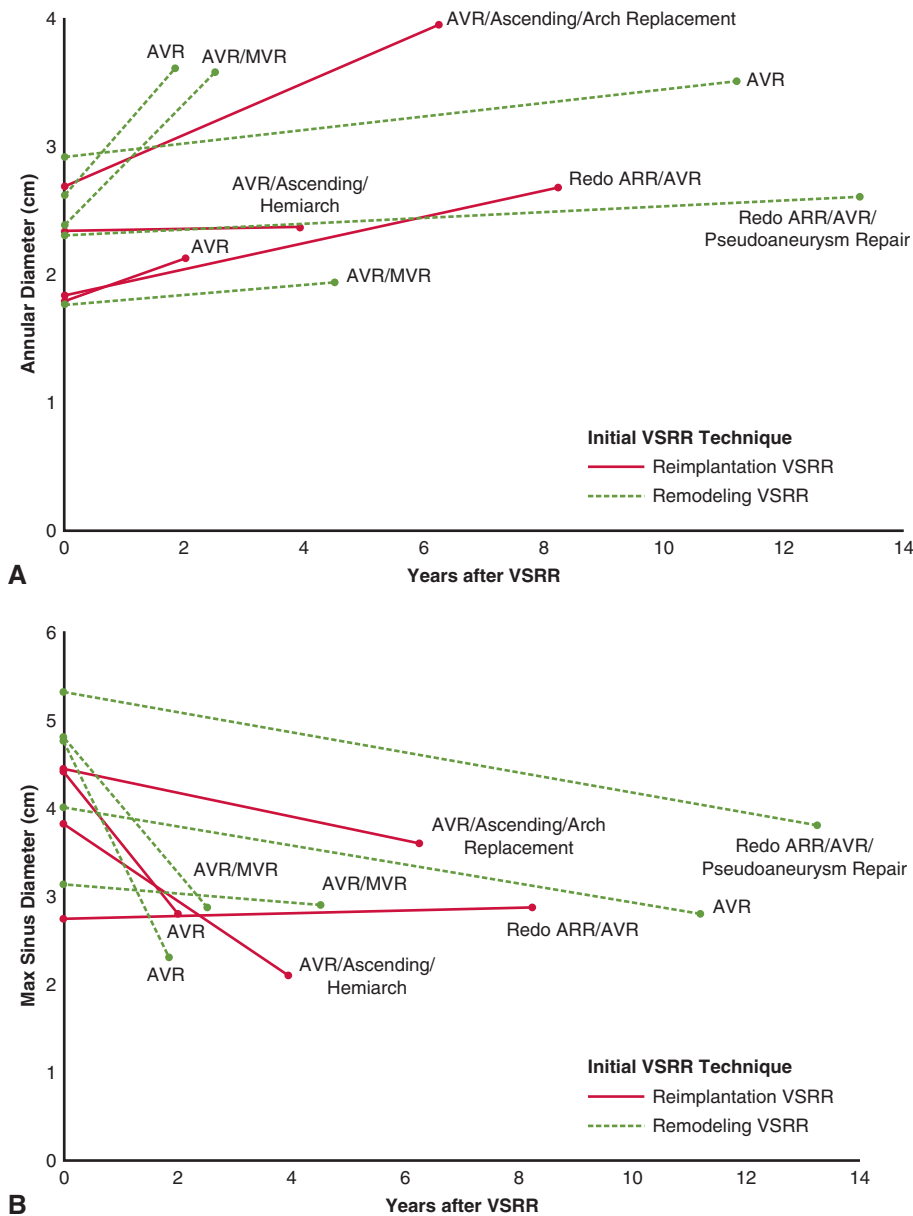 4
AVR/Ascending/Arch Replacement
AVR
AVR/MVR
AVR
3
AVR/Ascending/
Hemiarch
Redo ARR/AVR
Redo ARR/AVR/
Pseudoaneurysm Repair
AVR
2
AVR/MVR
Annular Diameter (cm)
1
Initial VSRR Technique
Reimplantation VSRR
Remodeling VSRR
0
0 2 4 6 8 10 12 14
Years after VSRR
A
6
5
4
AVR/Ascending/Arch
Replacement
Redo ARR/AVR/
Pseudoaneurysm Repair
AVR/MVR
AVR/MVR
3
AVR
AVR
Redo ARR/AVR
AVR
AVR/Ascending/
Hemiarch
Max Sinus Diameter (cm)
2
1
Initial VSRR Technique
Reimplantation VSRR
Remodeling VSRR
0
0 2 4 6 8 10 12 14
Years after VSRR
B